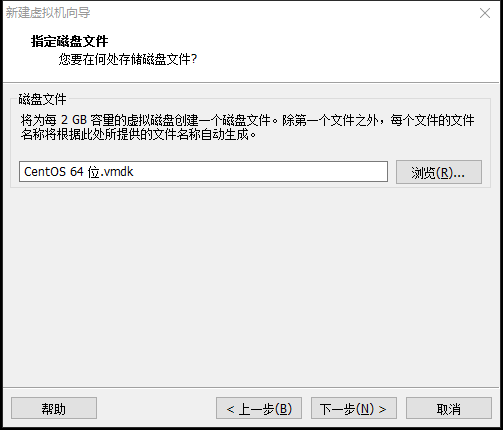 新建虚拟机向导
指定磁盘文件
您要在何处存储磁盘文件?
磁盘文件
将为每 2 GB 容量的虚拟磁盘创建一个磁盘文件。除第一个文件之外，每个文件的文件
名称将根据此处所提供的文件名称自动生成。
CentOS 64 位.vmdk
浏览(R)...
帮助
< 上一步(B)
下一步(N) >
取消